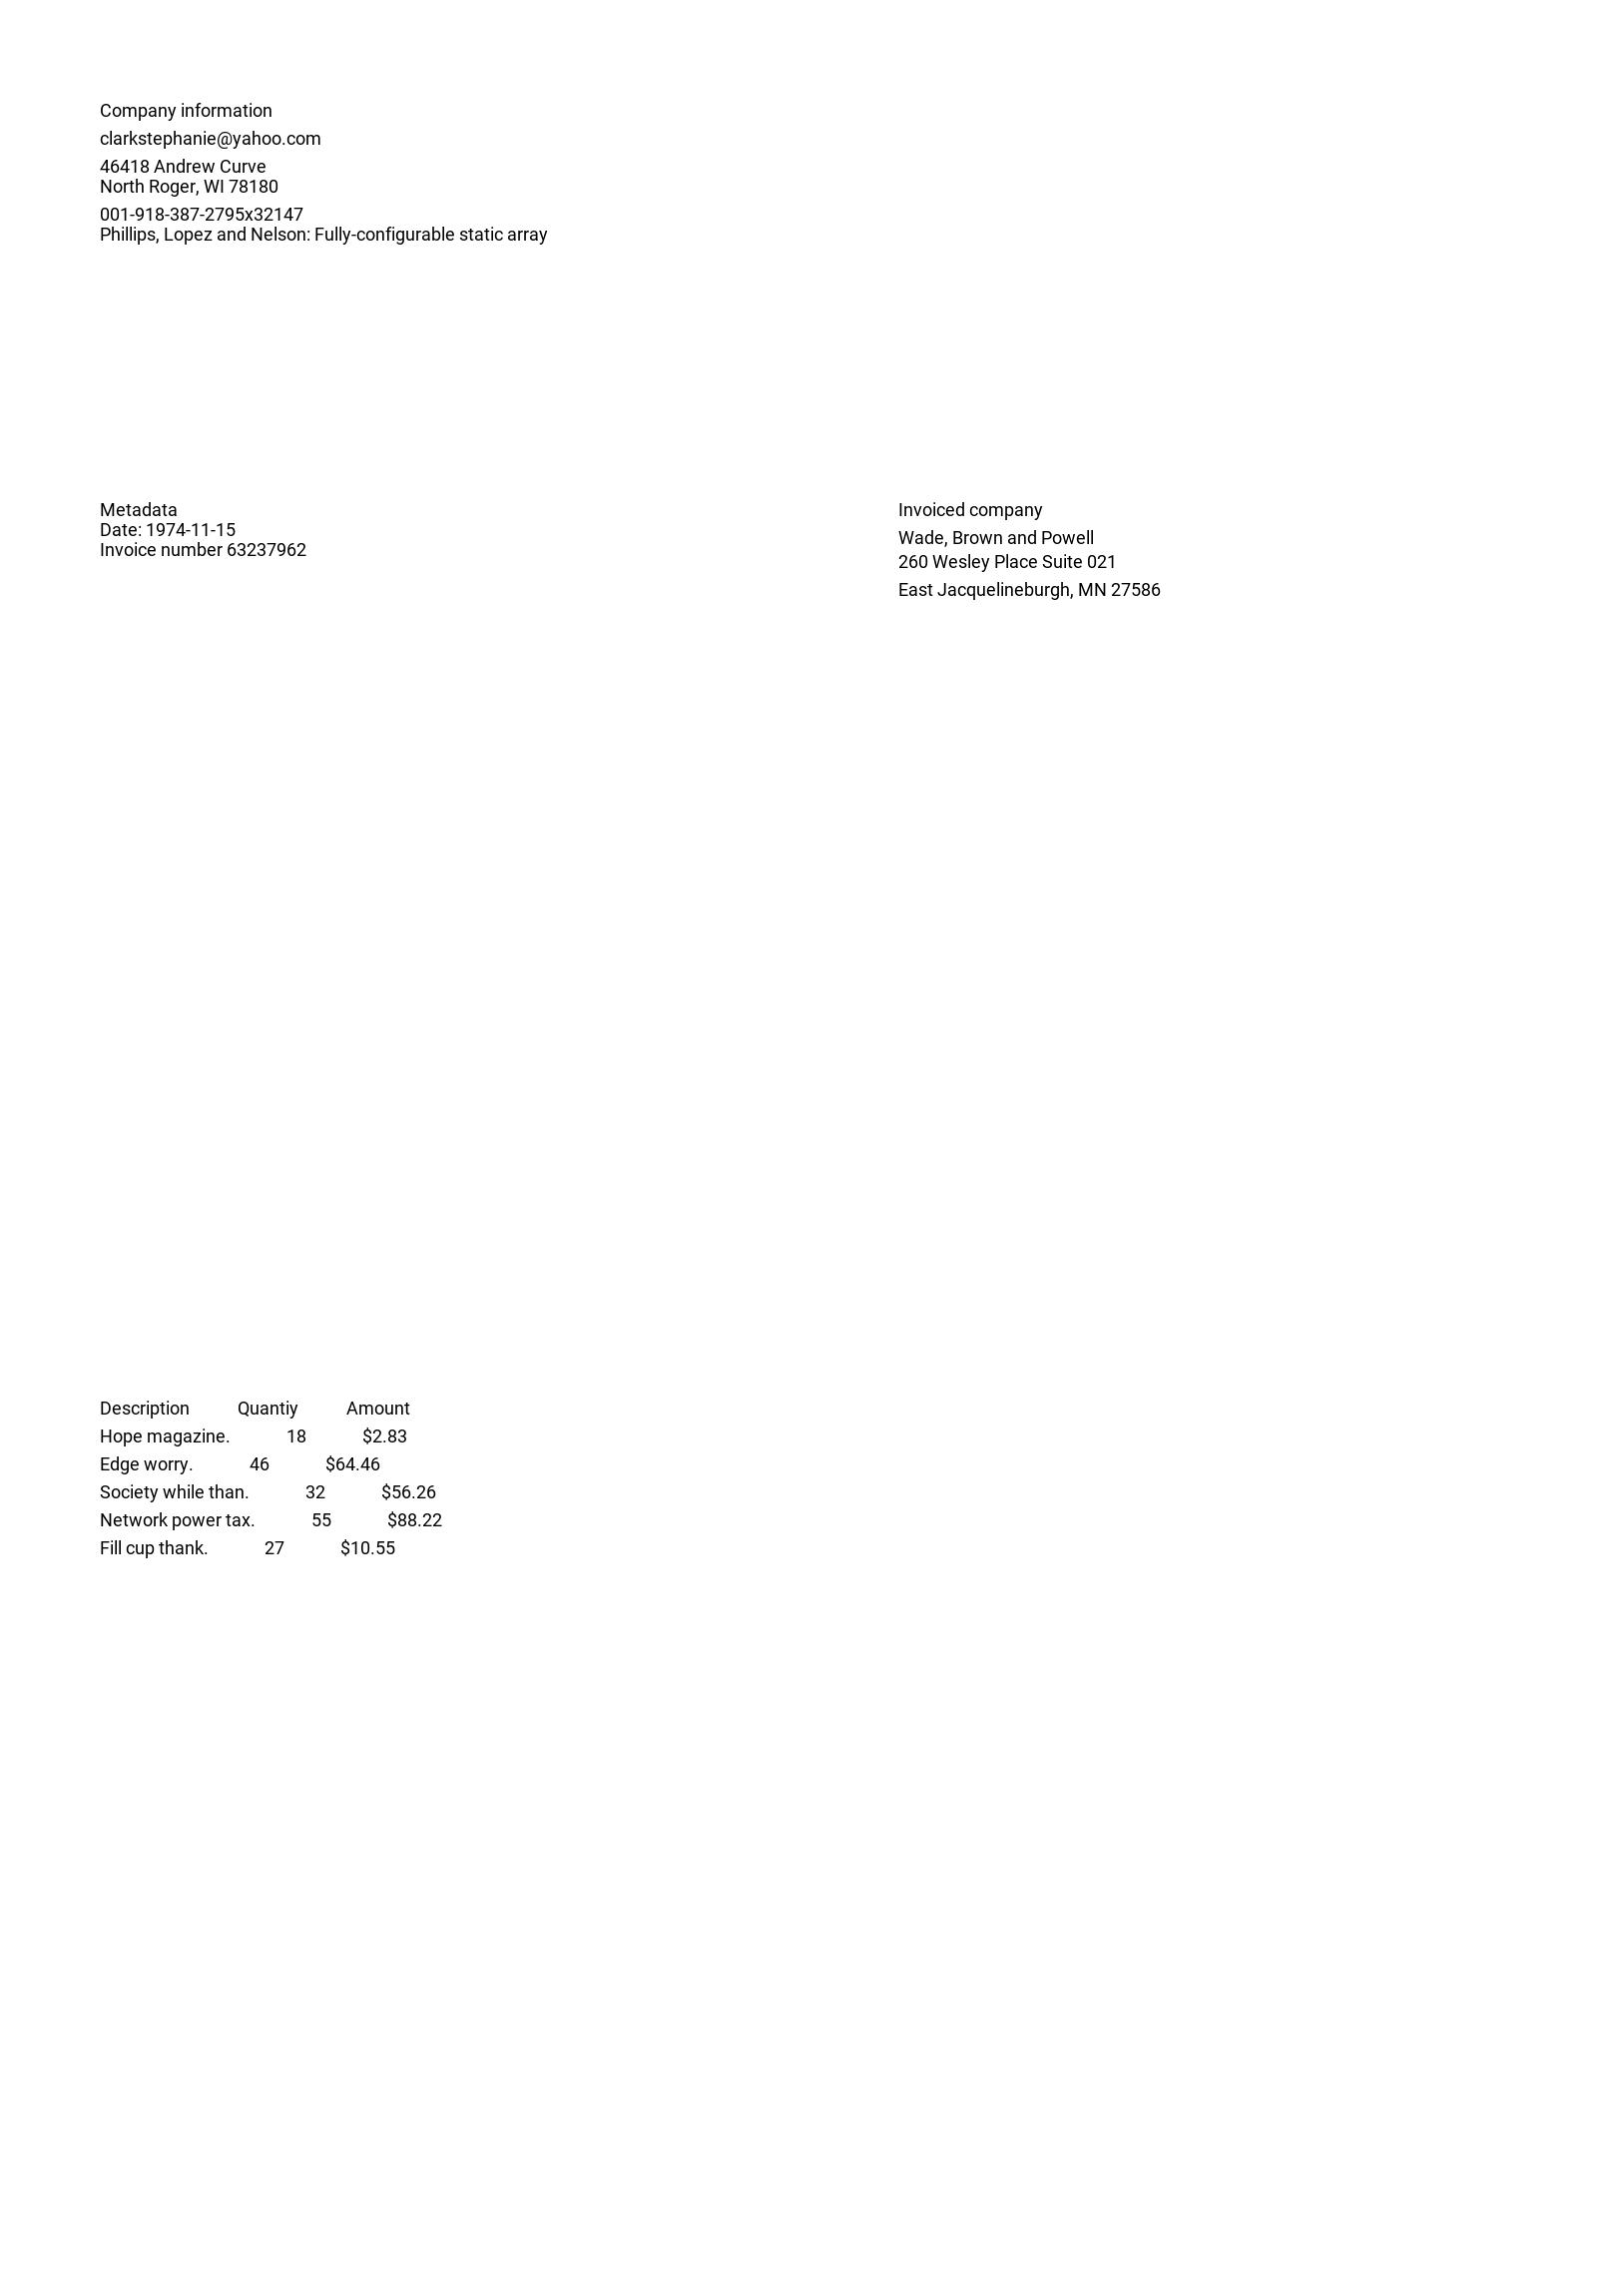 Company information
clarkstephanie@yahoo.com
46418 Andrew Curve
North Roger, WI 78180
001-918-387-2795x32147
Phillips, Lopez and Nelson: Fully-configurable static array
Metadata
Date: 1974-11-15
Invoice number 63237962
Invoiced company
Wade, Brown and Powell
260 Wesley Place Suite 021
East Jacquelineburgh, MN 27586
Description Quantiy Amount
Hope magazine. 18 $2.83
Edge worry. 46 $64.46
Society while than. 32 $56.26
Network power tax. 55 $88.22
Fill cup thank. 27 $10.55